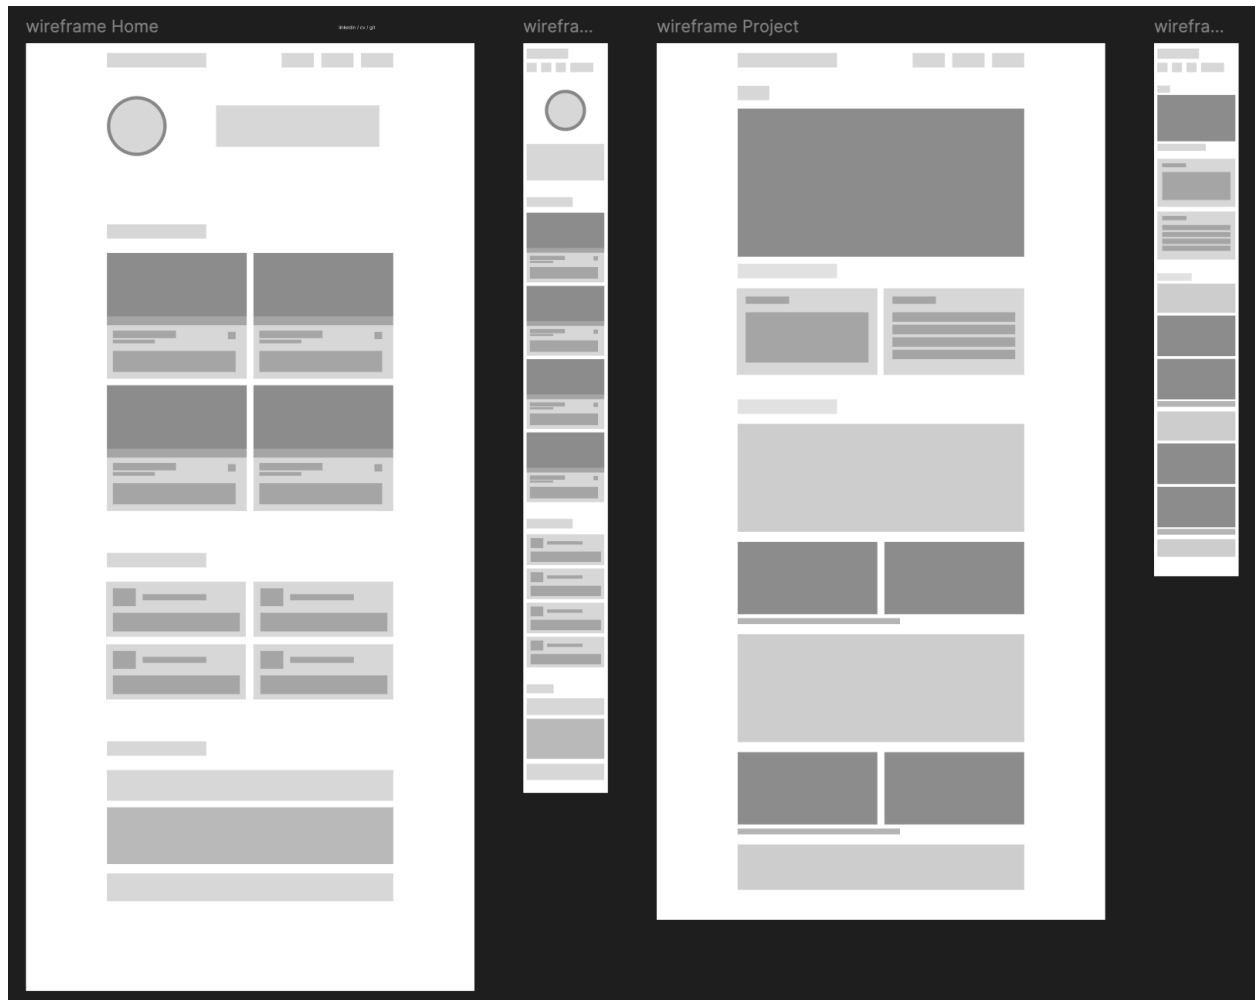 wireframe Home
linkedin / cv / git
wirefra...
wireframe Project
wirefra...